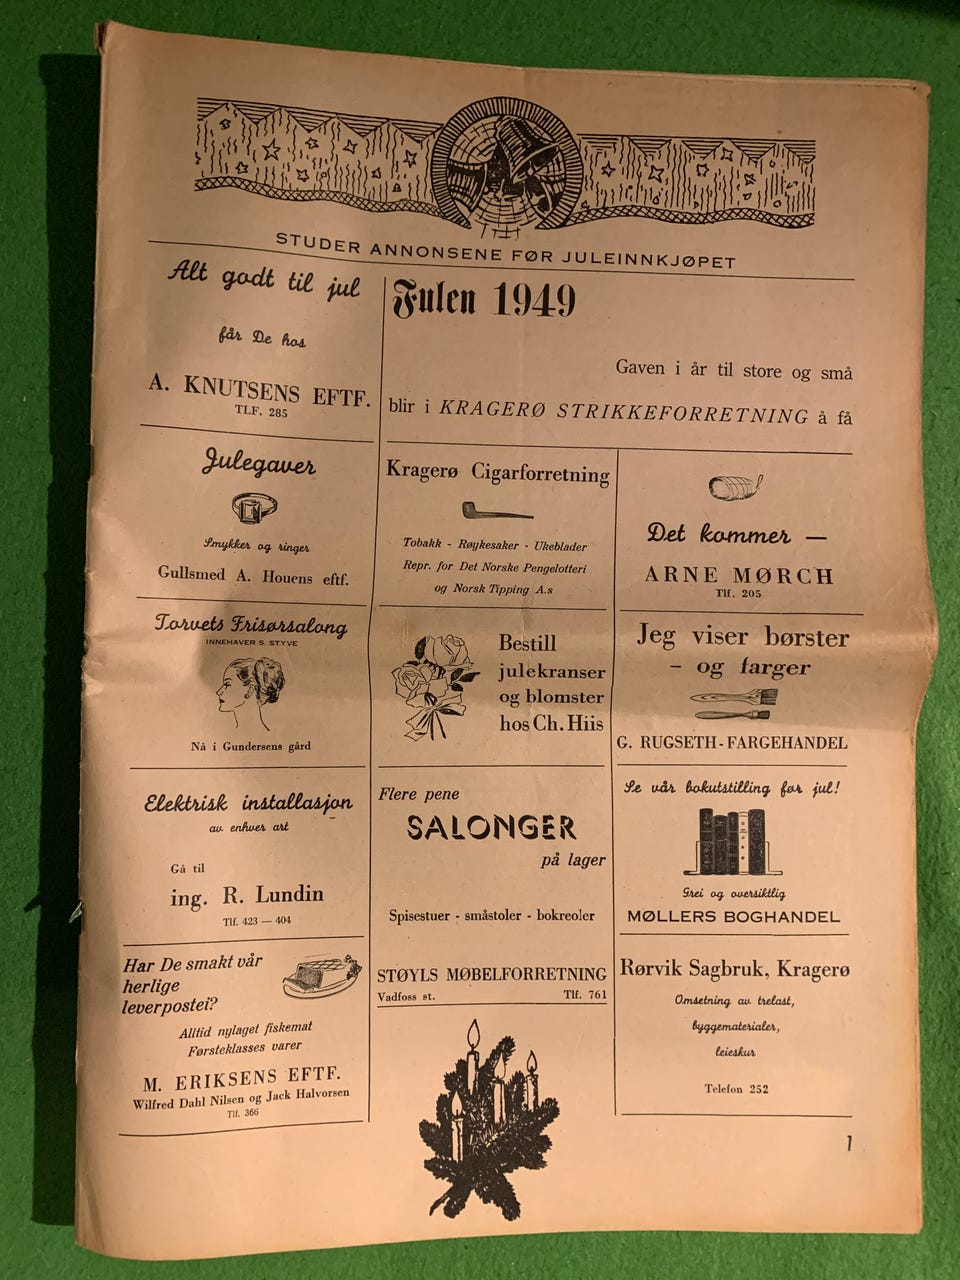 STUDER ANNONSENE FØR JULEINNKJØPET
Alt godt til jul
får De hos
A. KNUTSENS EFTF.
TLF. 285
Julen 1949
Gaven i år til store og små
blir i KRAGERØ STRIKKEFORRETNING å få
Julegaver
Smykker og ringer
Gullsmed A. Houens eftf.
Kragerø Cigarforretning
Tobakk - Røykesaker - Ukeblader
Repr. for Det Norske Pengelotteri
og Norsk Tipping A.s
Det kommer —
ARNE MØRCH
Tlf. 205
Torvets Frisørsalong
INNEHAVER S. STYVE
Nå i Gundersens gård
Bestill
julekranser
og blomster
hos Ch. Hiis
Jeg viser børster
- og farger
G. RUGSETH-FARGEHANDEL
Elektrisk installasjon
av enhver art
Gå til
ing. R. Lundin
Tlf. 423 — 404
Flere pene
SALONGER
på lager
Spisestuer - småstoler - bokreoler
STØYLS MØBELFORRETNING
Vadfoss st. Tlf. 761
Se vår bokutstilling før jul!
Grei og oversiktlig
MØLLERS BOGHANDEL
Har De smakt vår
herlige
leverpostei?
Alltid nylaget fiskemat
Førsteklasses varer
M. ERIKSENS EFTF.
Wilfred Dahl Nilsen og Jack Halvorsen
Tlf. 366
Rørvik Sagbruk, Kragerø
Omsetning av trelast,
byggematerialer,
leieskur
Telefon 252
1